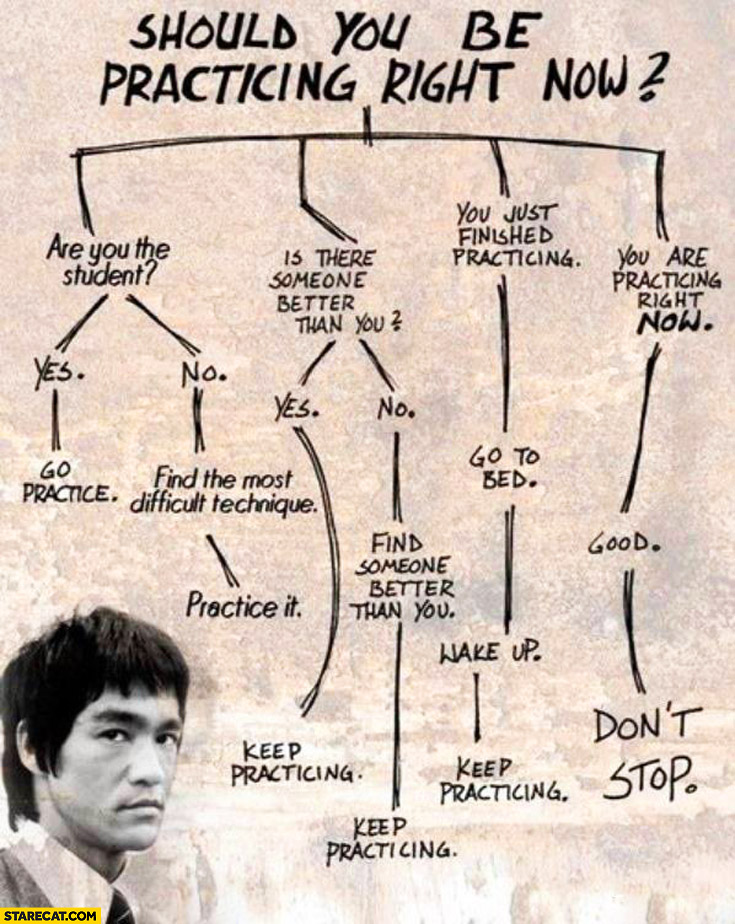 SHOULD YOU BE
PRACTICING RIGHT NOW?
Are you the
student?
YES.
GO
PRACTICE.
NO.
Find the most
difficult technique.
Practice it.
IS THERE
SOMEONE
BETTER
THAN YOU?
YES.
KEEP
PRACTICING.
NO.
FIND
SOMEONE
BETTER
THAN YOU.
KEEP
PRACTICING.
YOU JUST
FINISHED
PRACTICING.
GO TO
BED.
WAKE UP.
KEEP
PRACTICING.
YOU ARE
PRACTICING
RIGHT
NOW.
GOOD.
DON'T
STOP.
STARECAT.COM